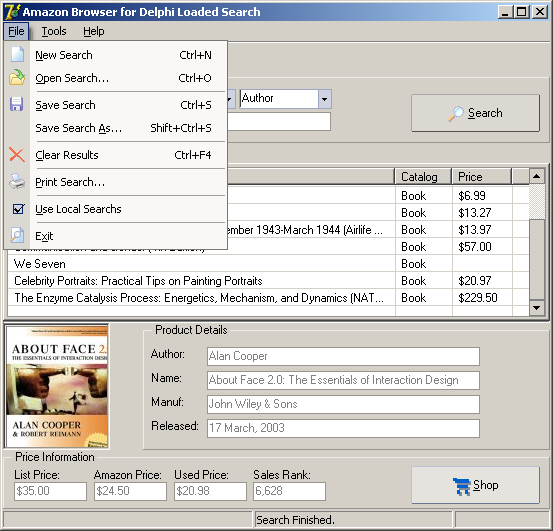 Amazon Browser for Delphi Loaded Search
File Tools Help
New Search Ctrl+N
Open Search... Ctrl+O
Save Search Ctrl+S
Save Search As... Shift+Ctrl+S
Clear Results Ctrl+F4
Print Search...
Use Local Searchs
Exit
Author
Search
Catalog Price
Book $6.99
Book $13.27
1943-March 1944 (Airlife ... Book $13.97
Book $57.00
We Seven Book
Celebrity Portraits: Practical Tips on Painting Portraits Book $20.97
The Enzyme Catalysis Process: Energetics, Mechanism, and Dynamics (NAT... Book $229.50
ABOUT FACE 2.0
THE ESSENTIALS OF INTERACTION DESIGN
ALAN COOPER
& ROBERT REIMANN
Product Details
Author: Alan Cooper
Name: About Face 2.0: The Essentials of Interaction Design
Manuf: John Wiley & Sons
Released: 17 March, 2003
Price Information
List Price: Amazon Price: Used Price: Sales Rank:
$35.00 $24.50 $20.98 6,628
Shop
Search Finished.